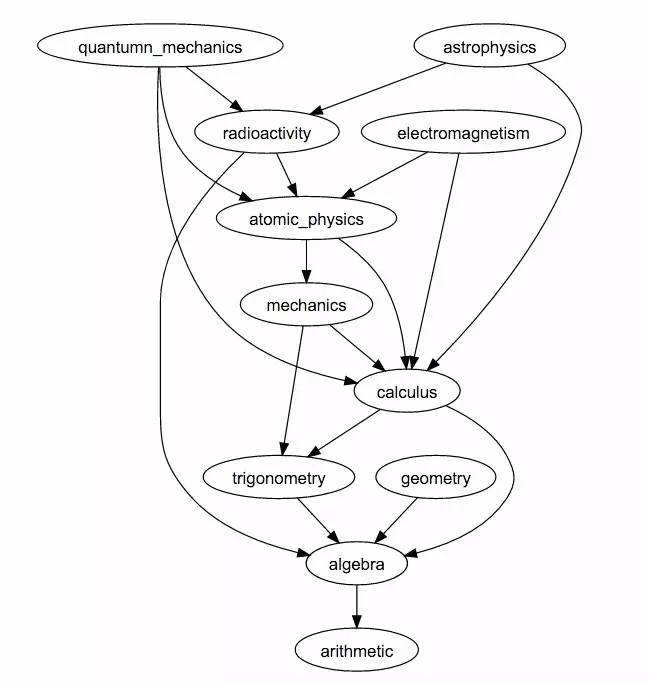 quantumn_mechanics
astrophysics
radioactivity
electromagnetism
atomic_physics
mechanics
calculus
trigonometry
geometry
algebra
arithmetic